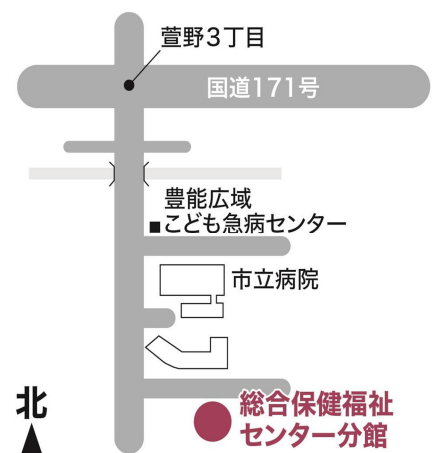 萱野3丁目
国道171号
豊能広域
■こども急病センター
市立病院
北
総合保健福祉
センター分館